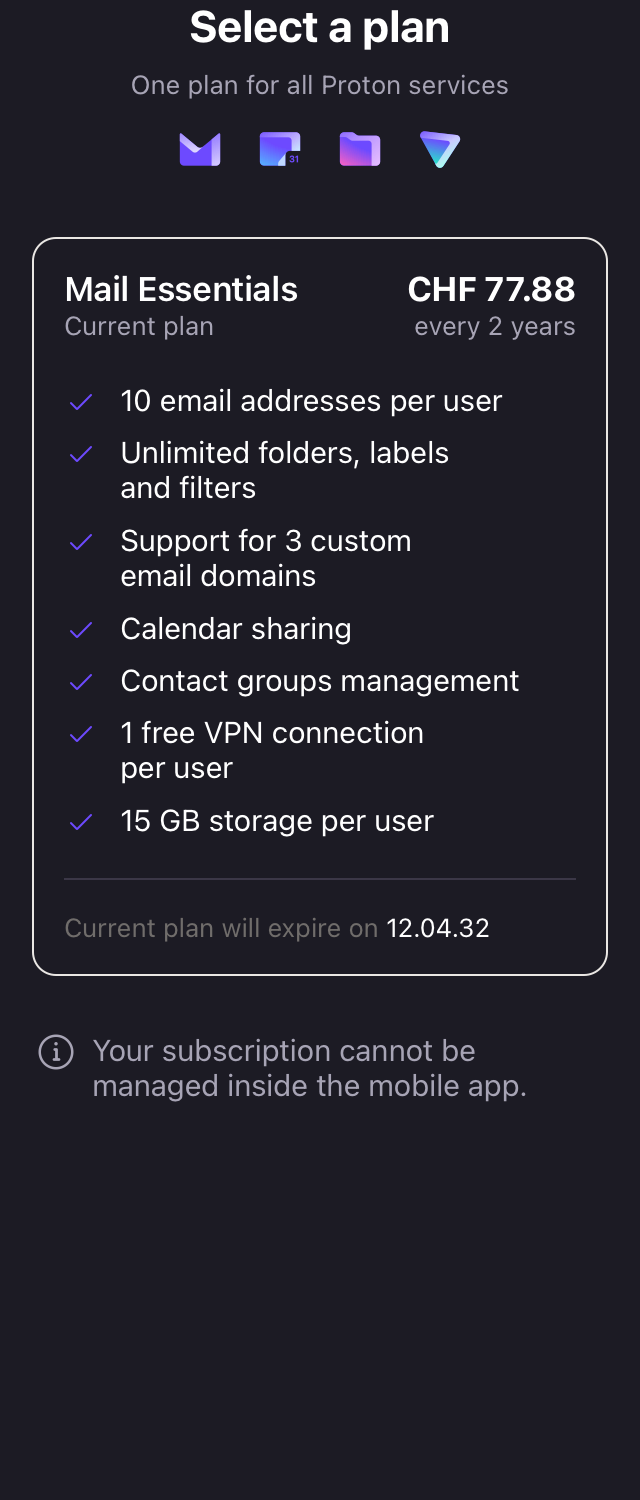 Select a plan
One plan for all Proton services
31
Mail Essentials CHF 77.88
Current plan every 2 years
10 email addresses per user
Unlimited folders, labels
and filters
Support for 3 custom
email domains
Calendar sharing
Contact groups management
1 free VPN connection
per user
15 GB storage per user
Current plan will expire on 12.04.32
Your subscription cannot be
managed inside the mobile app.